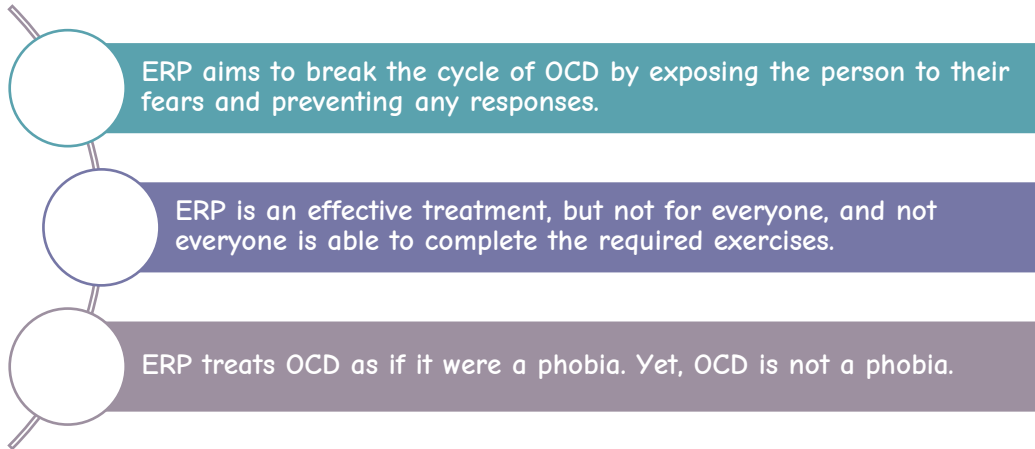 ERP aims to break the cycle of OCD by exposing the person to their
fears and preventing any responses.
ERP is an effective treatment, but not for everyone, and not
everyone is able to complete the required exercises.
ERP treats OCD as if it were a phobia. Yet, OCD is not a phobia.